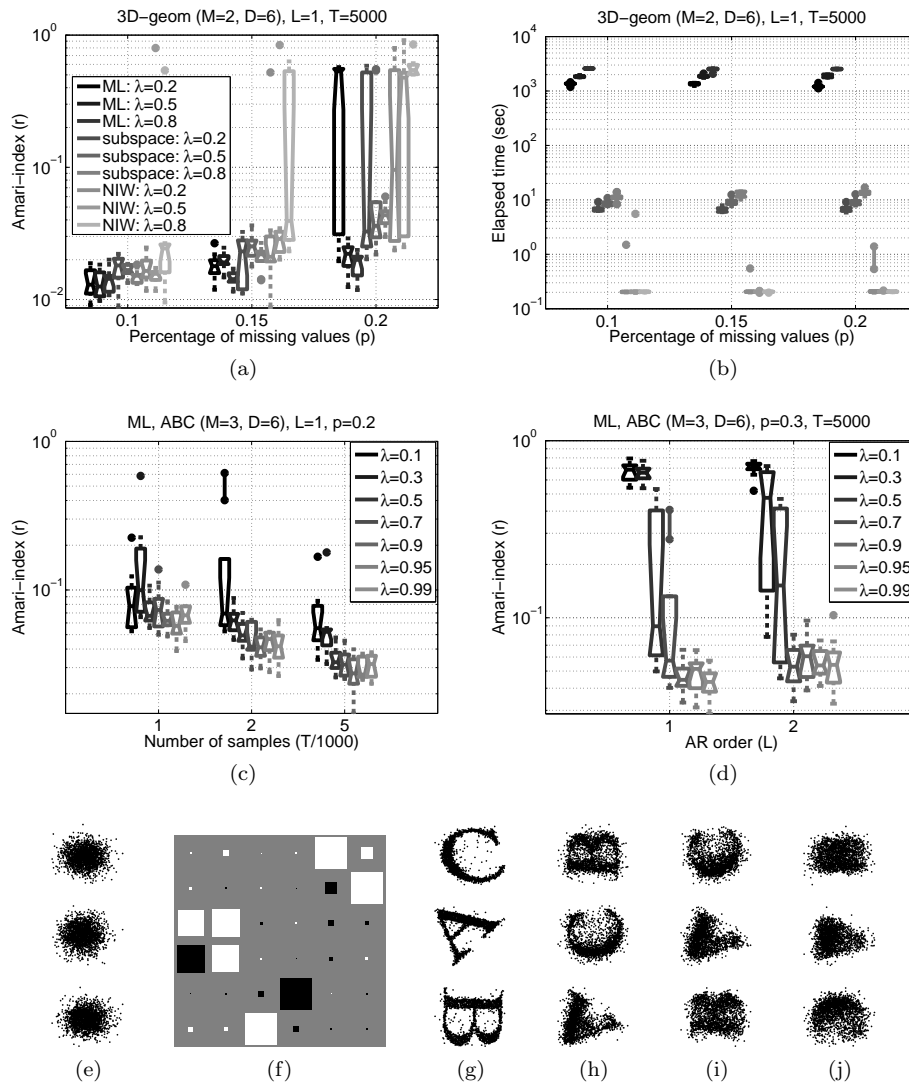 3D−geom (M=2, D=6), L=1, T=5000
Amari−index (r)
10^0
10^−1
10^−2
ML: λ=0.2
ML: λ=0.5
ML: λ=0.8
subspace: λ=0.2
subspace: λ=0.5
subspace: λ=0.8
NIW: λ=0.2
NIW: λ=0.5
NIW: λ=0.8
0.1 0.15 0.2
Percentage of missing values (p)
(a)
3D−geom (M=2, D=6), L=1, T=5000
Elapsed time (sec)
10^4
10^3
10^2
10^1
10^0
10^−1
0.1 0.15 0.2
Percentage of missing values (p)
(b)
ML, ABC (M=3, D=6), L=1, p=0.2
Amari−index (r)
10^0
10^−1
λ=0.1
λ=0.3
λ=0.5
λ=0.7
λ=0.9
λ=0.95
λ=0.99
1 2 5
Number of samples (T/1000)
(c)
ML, ABC (M=3, D=6), p=0.3, T=5000
Amari−index (r)
10^0
10^−1
λ=0.1
λ=0.3
λ=0.5
λ=0.7
λ=0.9
λ=0.95
λ=0.99
1 2
AR order (L)
(d)
C B C B
A C A A
B A B C
(e) (f) (g) (h) (i) (j)